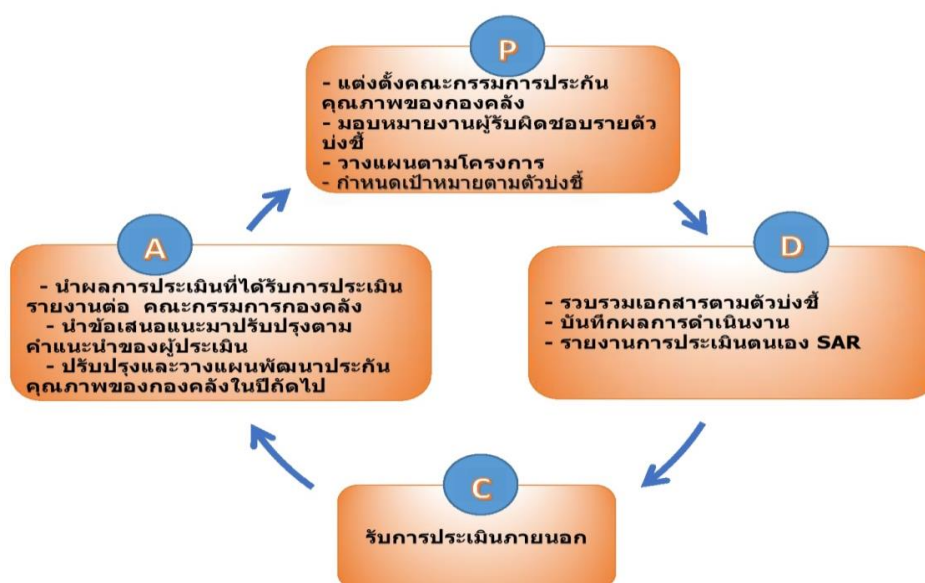 P
- แต่งตั้งคณะกรรมการประกัน
คุณภาพของกองคลัง
- มอบหมายงานผู้รับผิดชอบรายตัว
บ่งชี้
- วางแผนตามโครงการ
- กำหนดเป้าหมายตามตัวบ่งชี้
D
- รวบรวมเอกสารตามตัวบ่งชี้
- บันทึกผลการดำเนินงาน
- รายงานการประเมินตนเอง SAR
C
รับการประเมินภายนอก
A
- นำผลการประเมินที่ได้รับการประเมิน
รายงานต่อ คณะกรรมการกองคลัง
- นำข้อเสนอแนะมาปรับปรุงตาม
คำแนะนำของผู้ประเมิน
- ปรับปรุงและวางแผนพัฒนาประกัน
คุณภาพของกองคลังในปีถัดไป